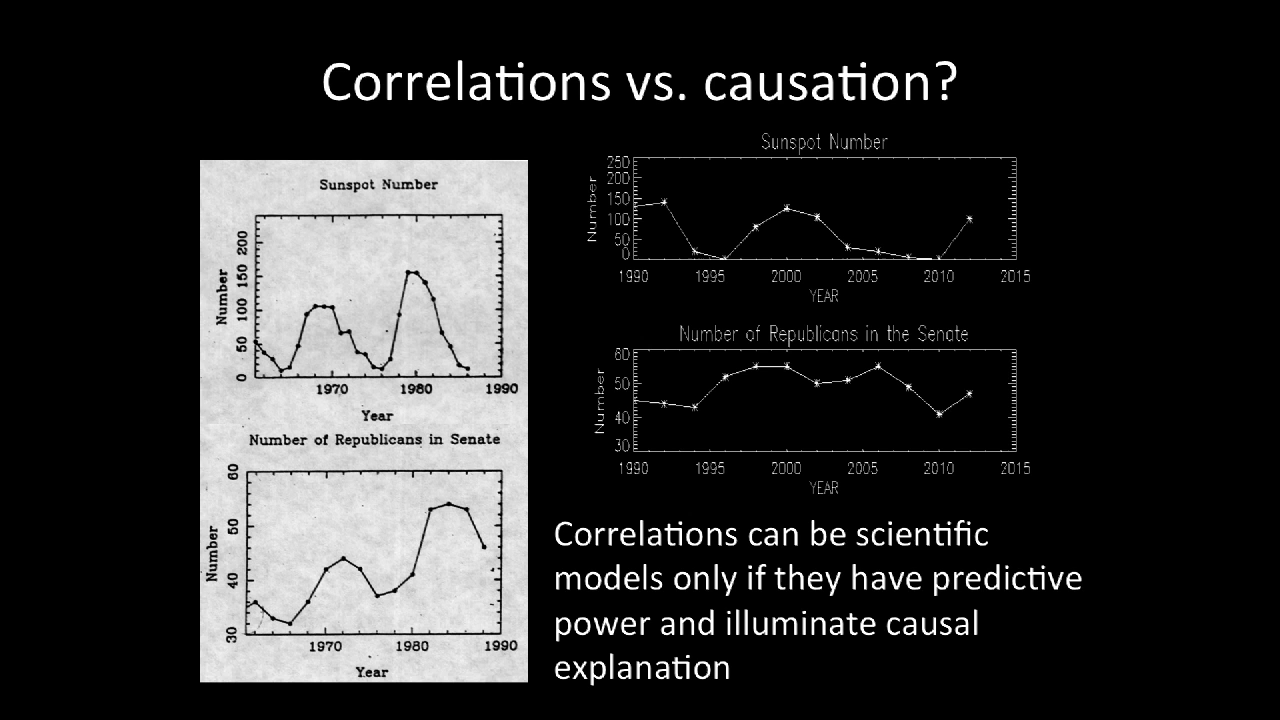 Correlations vs. causation?
Sunspot Number
Number
0 50 100 150 200
1970 1980 1990
Year
Number of Republicans in Senate
Number
30 40 50 60
1970 1980 1990
Year
Sunspot Number
Number
250
200
150
100
50
0
1990 1995 2000 2005 2010 2015
YEAR
Number of Republicans in the Senate
Number
60
50
40
30
1990 1995 2000 2005 2010 2015
YEAR
Correlations can be scientific
models only if they have predictive
power and illuminate causal
explanation